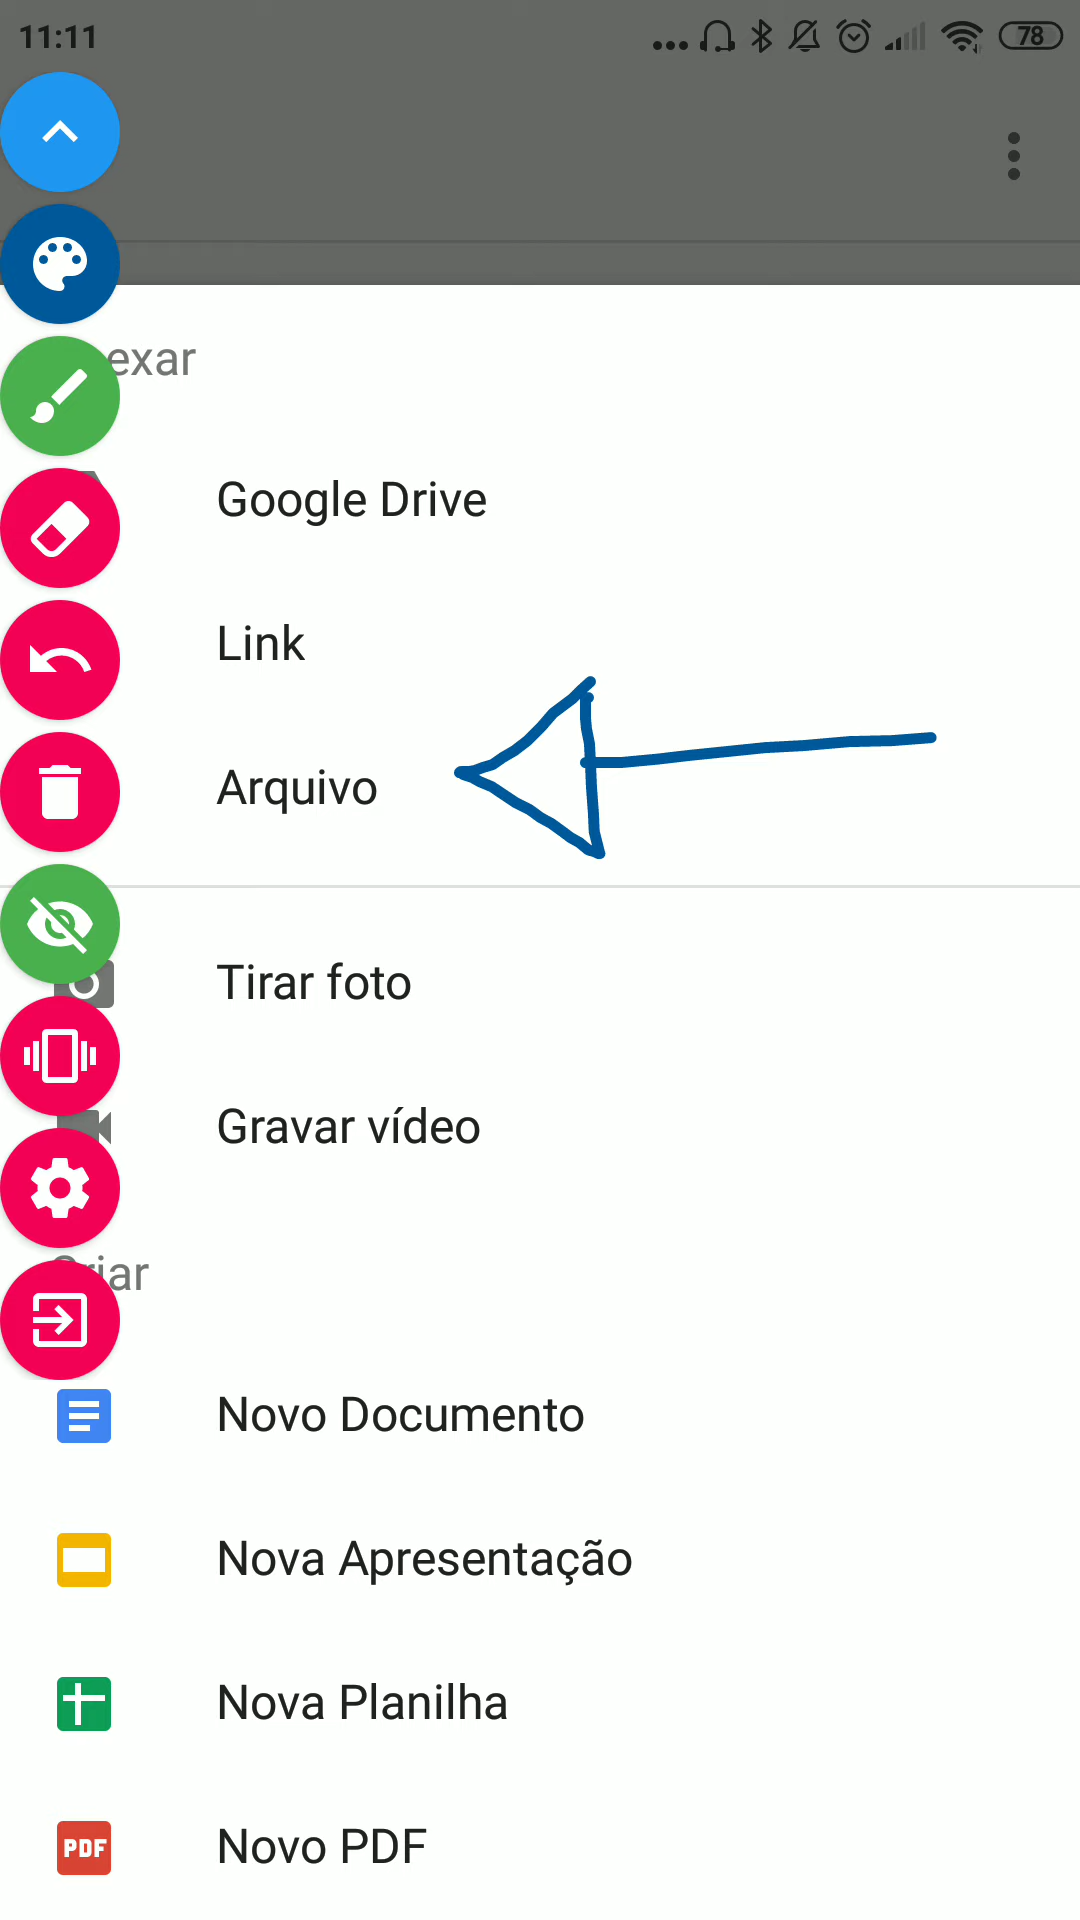 11:11
78
exar
Google Drive
Link
Arquivo
Tirar foto
Gravar vídeo
Criar
Novo Documento
Nova Apresentação
Nova Planilha
PDF
Novo PDF